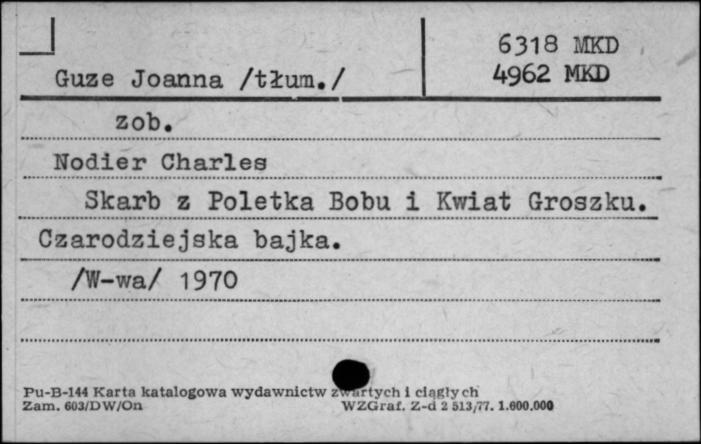 6318 MKD
Guze Joanna /tłum./ 4962 MKD
zob.
Nodier Charles
Skarb z Poletka Bobu i Kwiat Groszku.
Czarodziejska bajka.
/W-wa/ 1970
Pu-B-144 Karta katalogowa wydawnictw zwartych i ciągłych
Zam. 603/DW/On WZGraf. Z-d 2 513/77. 1.600.000